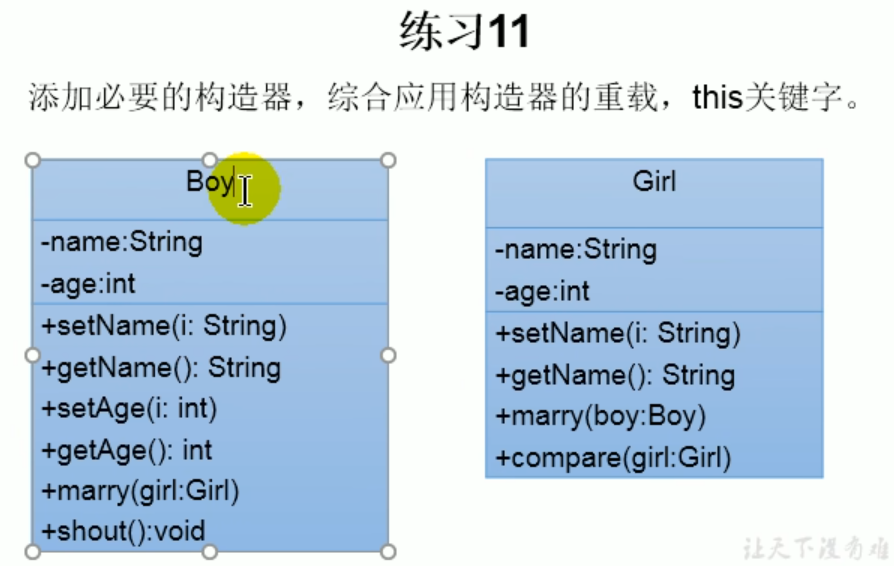 练习11
添加必要的构造器，综合应用构造器的重载，this关键字。
Boy
-name:String
-age:int
+setName(i: String)
+getName(): String
+setAge(i: int)
+getAge(): int
+marry(girl:Girl)
+shout():void
Girl
-name:String
-age:int
+setName(i: String)
+getName(): String
+marry(boy:Boy)
+compare(girl:Girl)
让天下没有难